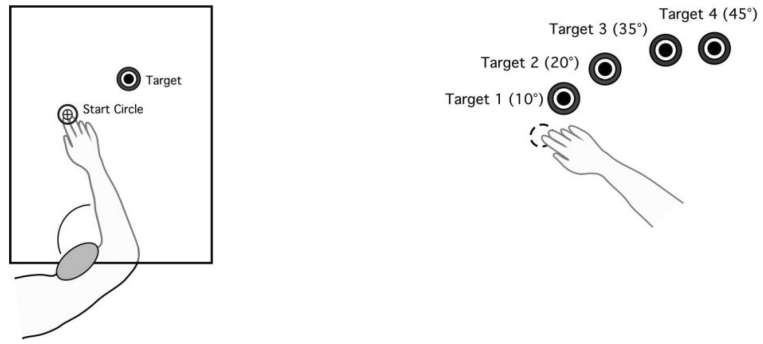 Target
Start Circle
Target 4 (45°)
Target 3 (35°)
Target 2 (20°)
Target 1 (10°)